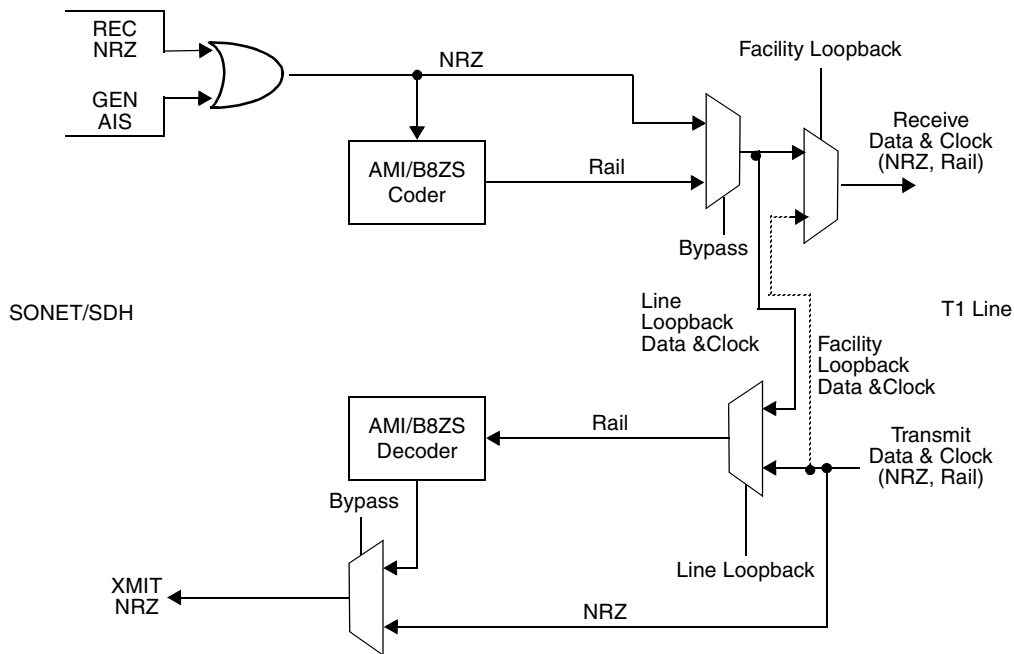 REC
NRZ
GEN
AIS
NRZ
Facility Loopback
Receive
Data & Clock
(NRZ, Rail)
AMI/B8ZS
Coder
Rail
Bypass
SONET/SDH
Line
Loopback
Data &Clock
T1 Line
Facility
Loopback
Data &Clock
AMI/B8ZS
Decoder
Rail
Transmit
Data & Clock
(NRZ, Rail)
Bypass
Line Loopback
XMIT
NRZ
NRZ